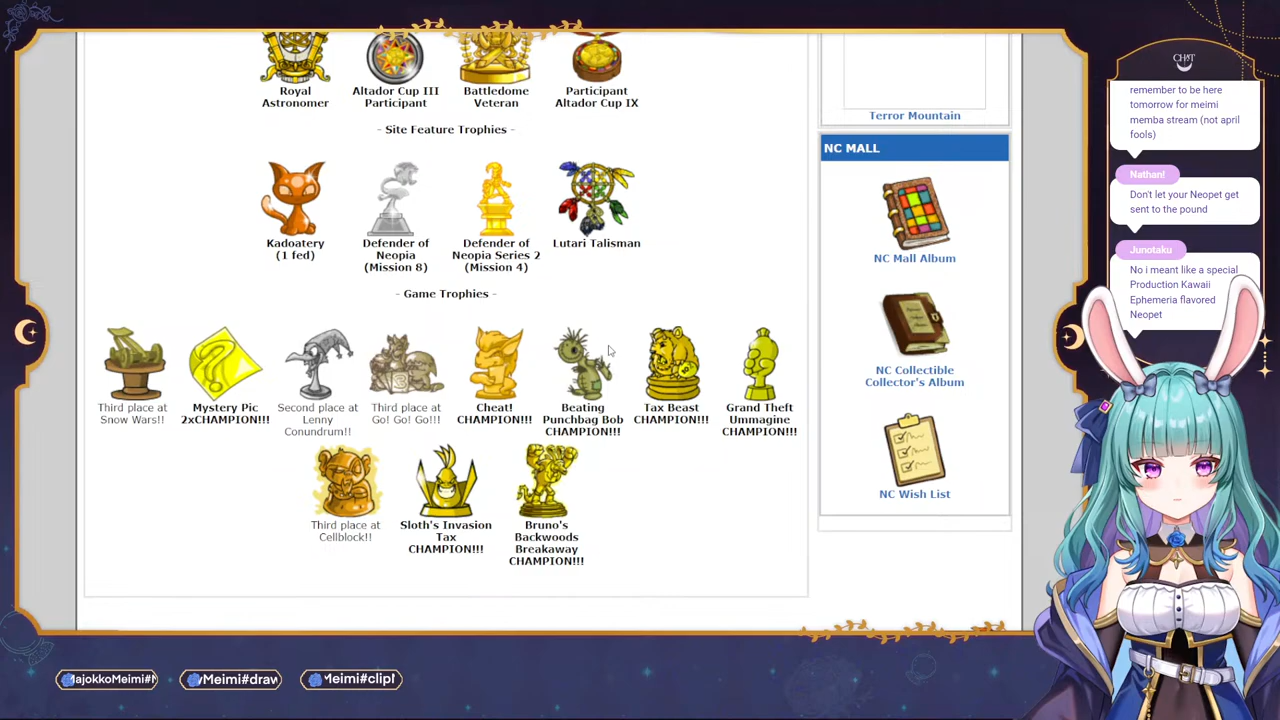 Royal
Astronomer
Altador Cup III
Participant
Battledome
Veteran
Participant
Altador Cup IX
- Site Feature Trophies -
Kadoatery
(1 fed)
Defender of
Neopia
(Mission 8)
Defender of
Neopia Series 2
(Mission 4)
Lutari Talisman
- Game Trophies -
Third place at
Snow Wars!!
Mystery Pic
2xCHAMPION!!!
Second place at
Lenny
Conundrum!!
Third place at
Go! Go! Go!!!
Cheat!
CHAMPION!!!
Beating
Punchbag Bob
CHAMPION!!!
Tax Beast
CHAMPION!!!
Grand Theft
Ummagine
CHAMPION!!!
Third place at
Cellblock!!
Sloth's Invasion
Tax
CHAMPION!!!
Bruno's
Backwoods
Breakaway
CHAMPION!!!
Terror Mountain
NC MALL
NC Mall Album
NC Collectible
Collector's Album
NC Wish List
CHAT
remember to be here
tomorrow for meimi
memba stream (not april
fools)
Nathan!
Don't let your Neopet get
sent to the pound
Junotaku
No i meant like a special
Production Kawaii
Ephemeria flavored
Neopet
MajokkoMeimi#
Meimi#draw
Meimi#clip